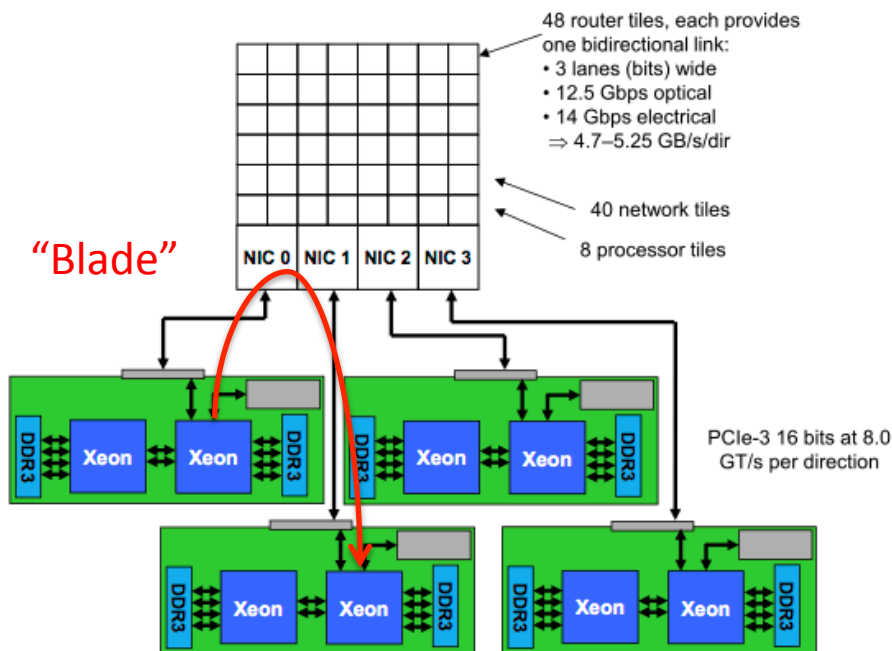 48 router tiles, each provides
one bidirectional link:
• 3 lanes (bits) wide
• 12.5 Gbps optical
• 14 Gbps electrical
⇒ 4.7–5.25 GB/s/dir
40 network tiles
8 processor tiles
“Blade”
NIC 0 NIC 1 NIC 2 NIC 3
DDR3 Xeon Xeon DDR3
DDR3 Xeon Xeon DDR3
PCIe-3 16 bits at 8.0
GT/s per direction
DDR3 Xeon Xeon DDR3
DDR3 Xeon Xeon DDR3